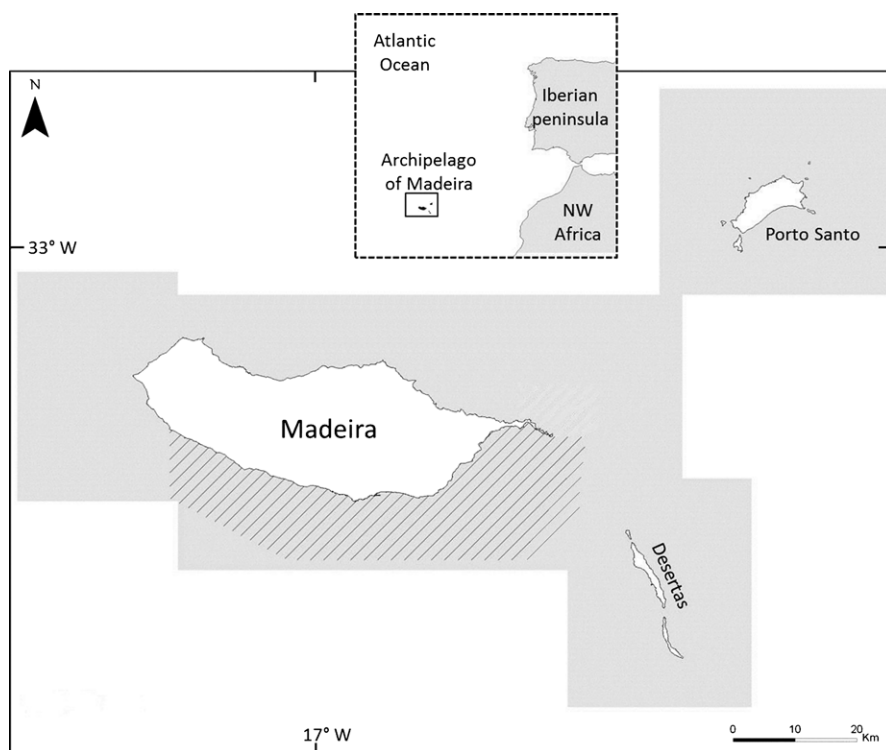 Atlantic
Ocean
N
Iberian
peninsula
Archipelago
of Madeira
NW
Africa
33° W
Porto Santo
Madeira
Desertas
17° W
0 10 20
Km